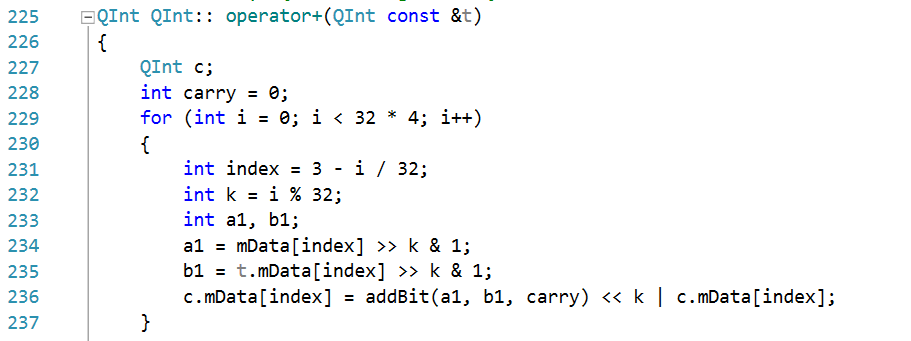 225 QInt QInt:: operator+(QInt const &t)
226 {
227 QInt c;
228 int carry = 0;
229 for (int i = 0; i < 32 * 4; i++)
230 {
231 int index = 3 - i / 32;
232 int k = i % 32;
233 int a1, b1;
234 a1 = mData[index] >> k & 1;
235 b1 = t.mData[index] >> k & 1;
236 c.mData[index] = addBit(a1, b1, carry) << k | c.mData[index];
237 }